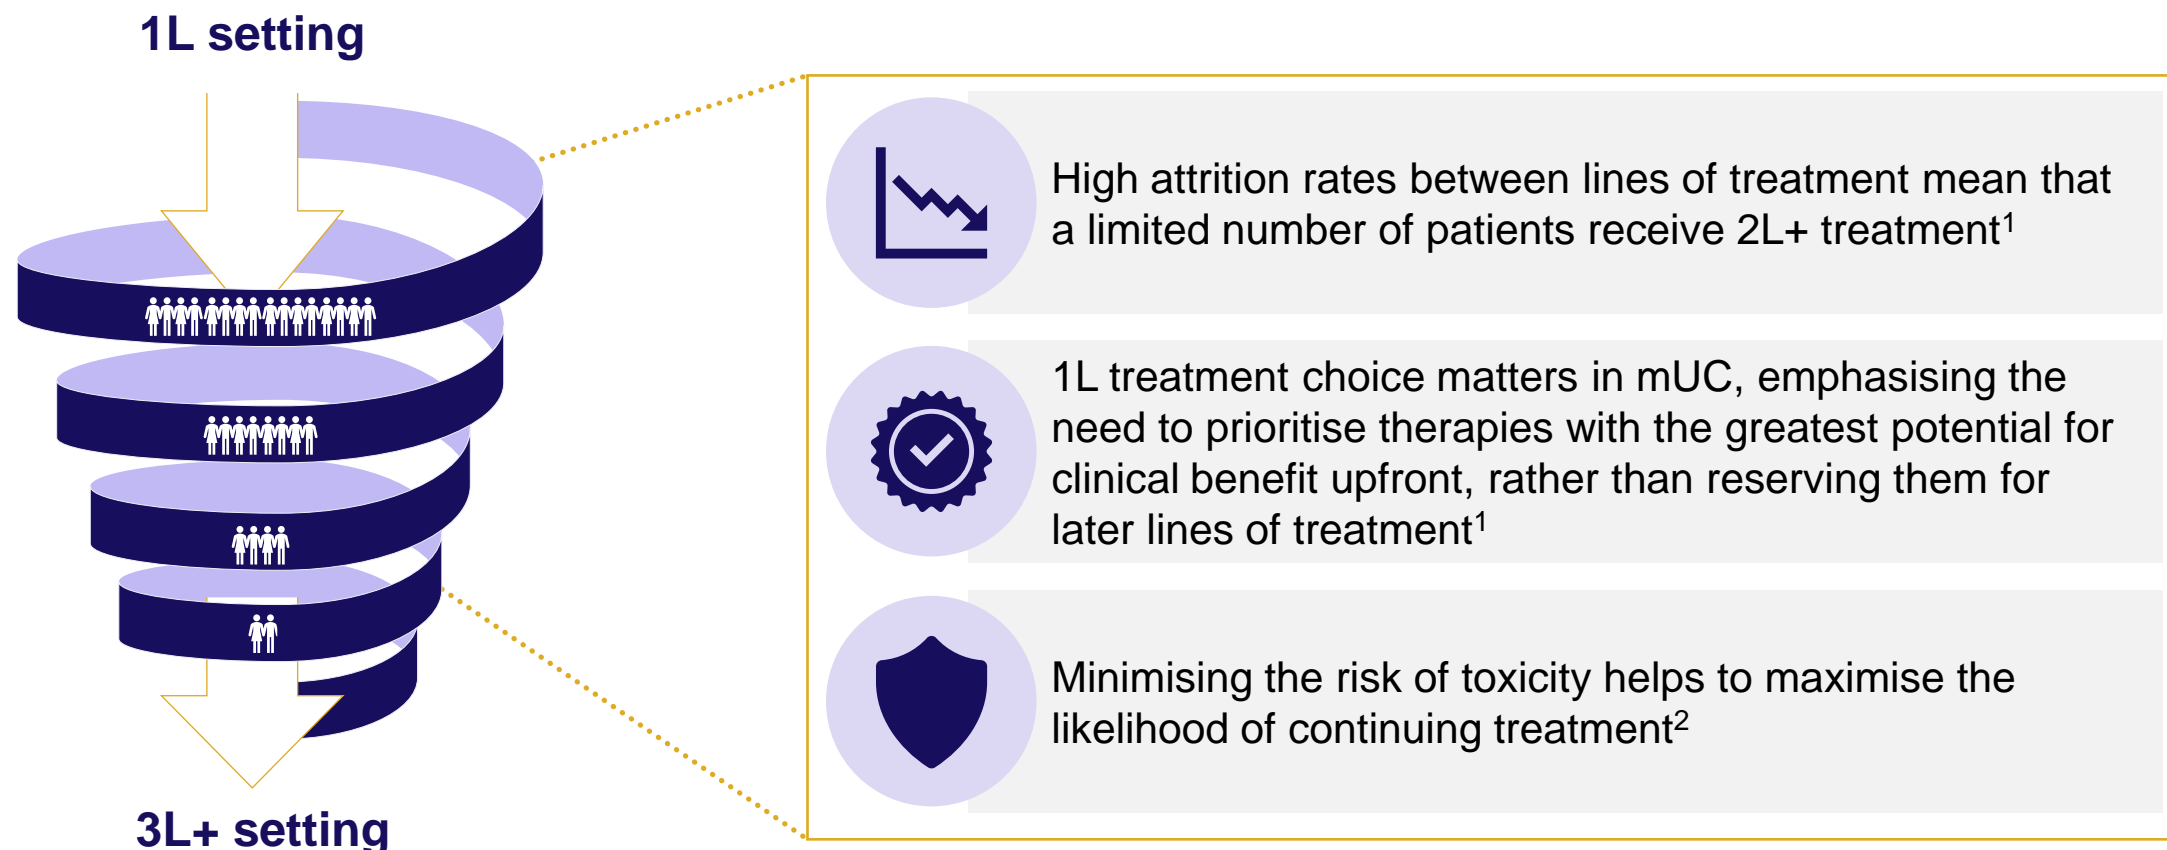 1L setting
High attrition rates between lines of treatment mean that
a limited number of patients receive 2L+ treatment¹
1L treatment choice matters in mUC, emphasising the
need to prioritise therapies with the greatest potential for
clinical benefit upfront, rather than reserving them for
later lines of treatment¹
Minimising the risk of toxicity helps to maximise the
likelihood of continuing treatment²
3L+ setting